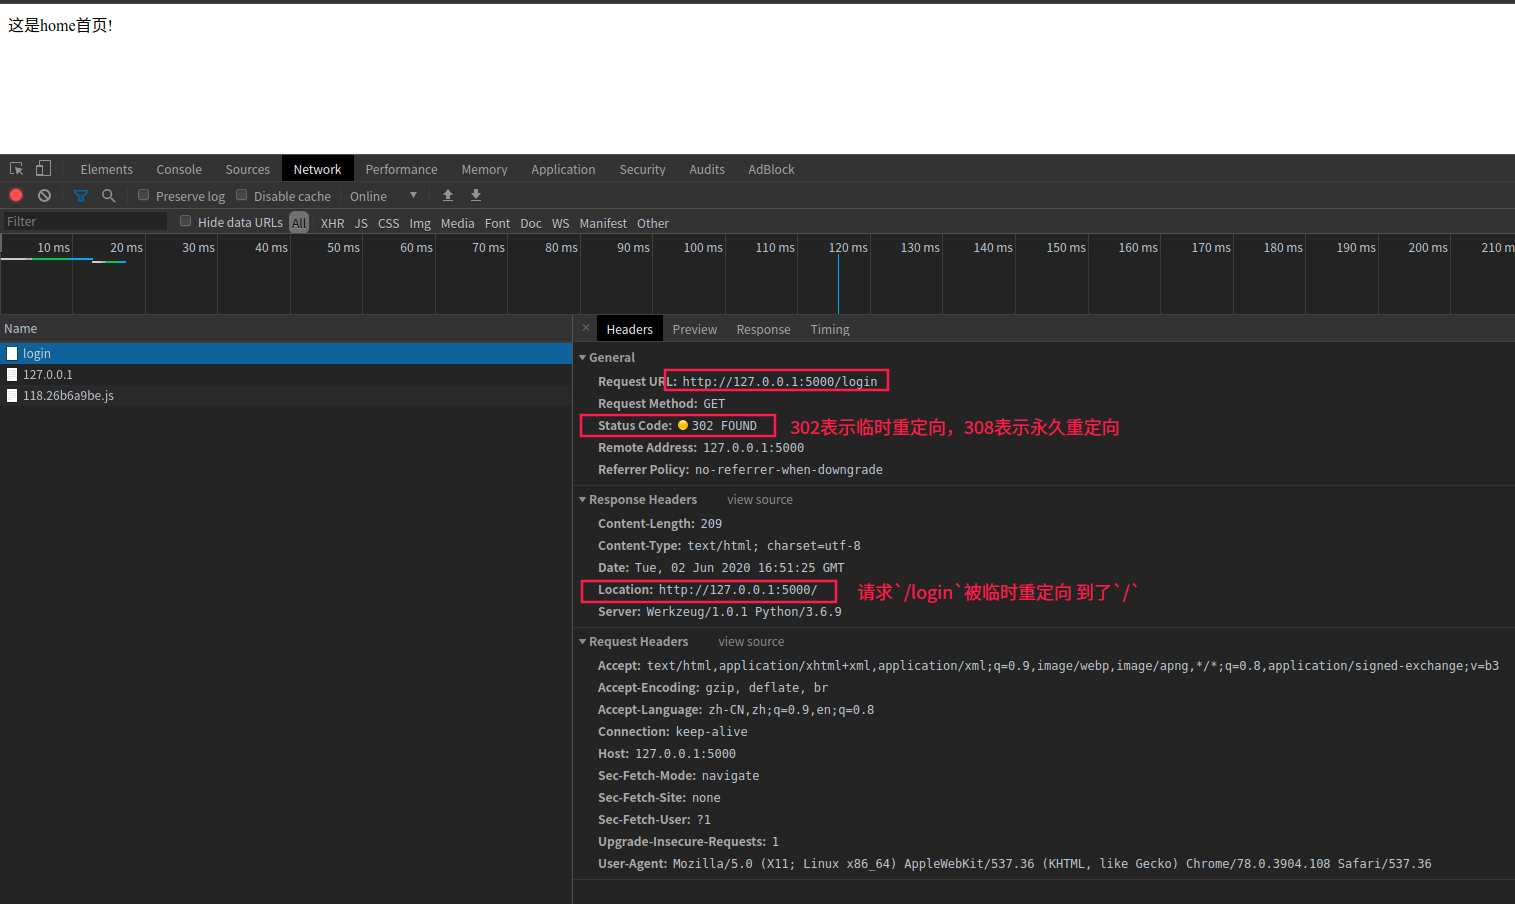 这是home首页!
Elements Console Sources Network Performance Memory Application Security Audits AdBlock
Preserve log Disable cache Online
Filter Hide data URLs All XHR JS CSS Img Media Font Doc WS Manifest Other
10 ms 20 ms 30 ms 40 ms 50 ms 60 ms 70 ms 80 ms 90 ms 100 ms 110 ms 120 ms 130 ms 140 ms 150 ms 160 ms 170 ms 180 ms 190 ms 200 ms 210 m
Name
login
127.0.0.1
118.26b6a9be.js
× Headers Preview Response Timing
General
Request URL: http://127.0.0.1:5000/login
Request Method: GET
Status Code: 302 FOUND 302表示临时重定向，308表示永久重定向
Remote Address: 127.0.0.1:5000
Referrer Policy: no-referrer-when-downgrade
Response Headers view source
Content-Length: 209
Content-Type: text/html; charset=utf-8
Date: Tue, 02 Jun 2020 16:51:25 GMT
Location: http://127.0.0.1:5000/ 请求`/login`被临时重定向 到了`/`
Server: Werkzeug/1.0.1 Python/3.6.9
Request Headers view source
Accept: text/html,application/xhtml+xml,application/xml;q=0.9,image/webp,image/apng,*/*;q=0.8,application/signed-exchange;v=b3
Accept-Encoding: gzip, deflate, br
Accept-Language: zh-CN,zh;q=0.9,en;q=0.8
Connection: keep-alive
Host: 127.0.0.1:5000
Sec-Fetch-Mode: navigate
Sec-Fetch-Site: none
Sec-Fetch-User: ?1
Upgrade-Insecure-Requests: 1
User-Agent: Mozilla/5.0 (X11; Linux x86_64) AppleWebKit/537.36 (KHTML, like Gecko) Chrome/78.0.3904.108 Safari/537.36